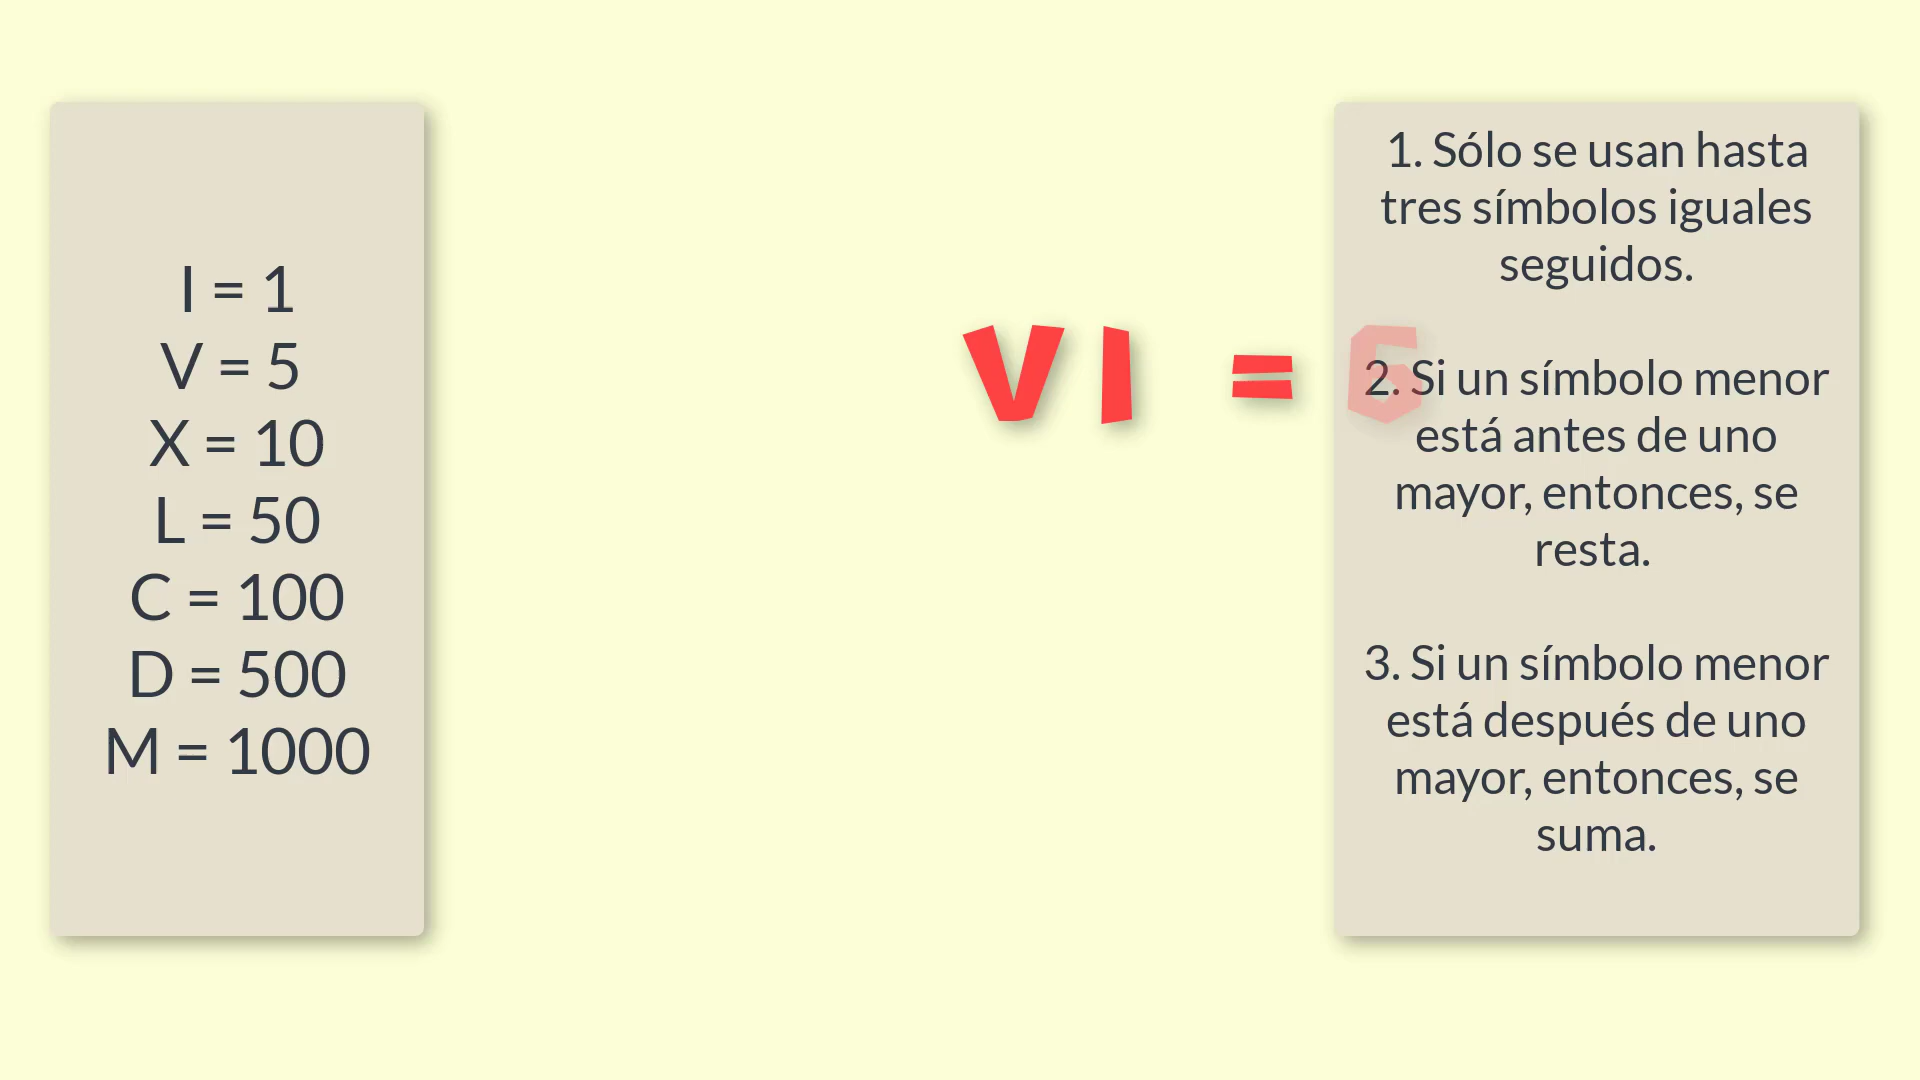 I = 1
V = 5
X = 10
L = 50
C = 100
D = 500
M = 1000
VI = 6
1. Sólo se usan hasta
tres símbolos iguales
seguidos.
2. Si un símbolo menor
está antes de uno
mayor, entonces, se
resta.
3. Si un símbolo menor
está después de uno
mayor, entonces, se
suma.